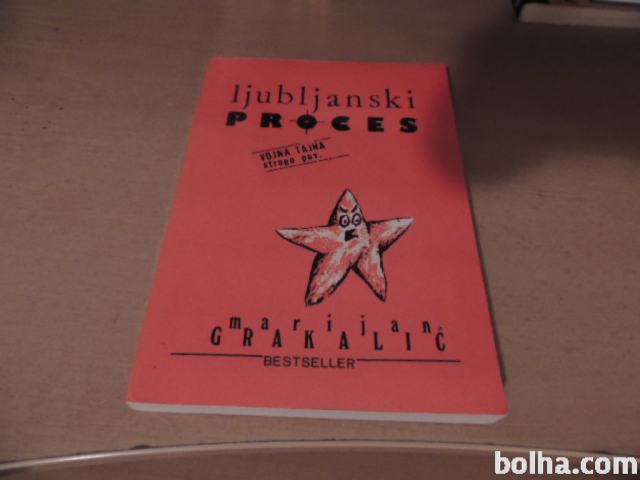 ljubljanski
PROCES
VOJNA TAJNA
strogo pov.
marijan
GRAKALIĆ
BESTSELLER
bolha.com